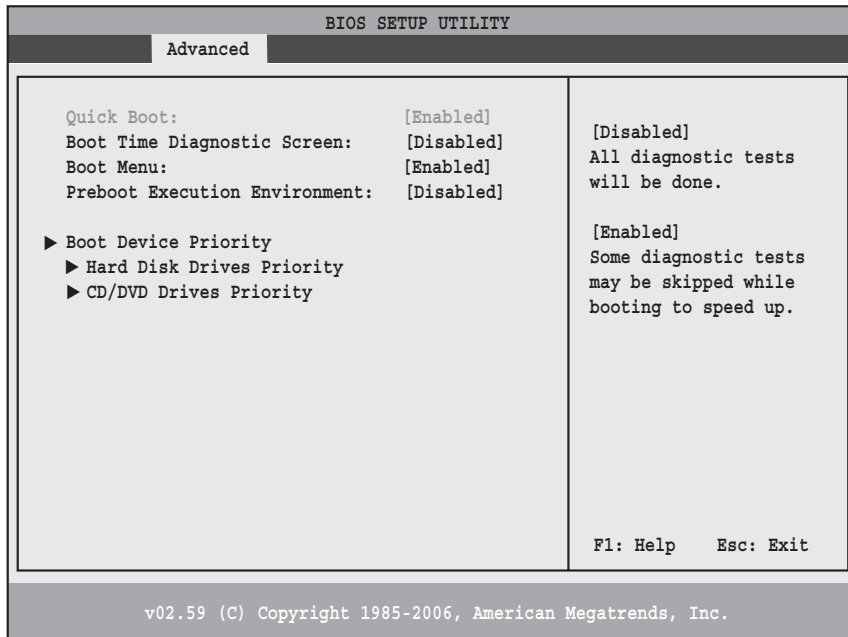 BIOS SETUP UTILITY
Advanced
Quick Boot: [Enabled]
Boot Time Diagnostic Screen: [Disabled]
Boot Menu: [Enabled]
Preboot Execution Environment: [Disabled]
Boot Device Priority
Hard Disk Drives Priority
CD/DVD Drives Priority
[Disabled]
All diagnostic tests
will be done.
[Enabled]
Some diagnostic tests
may be skipped while
booting to speed up.
F1: Help Esc: Exit
v02.59 (C) Copyright 1985-2006, American Megatrends, Inc.